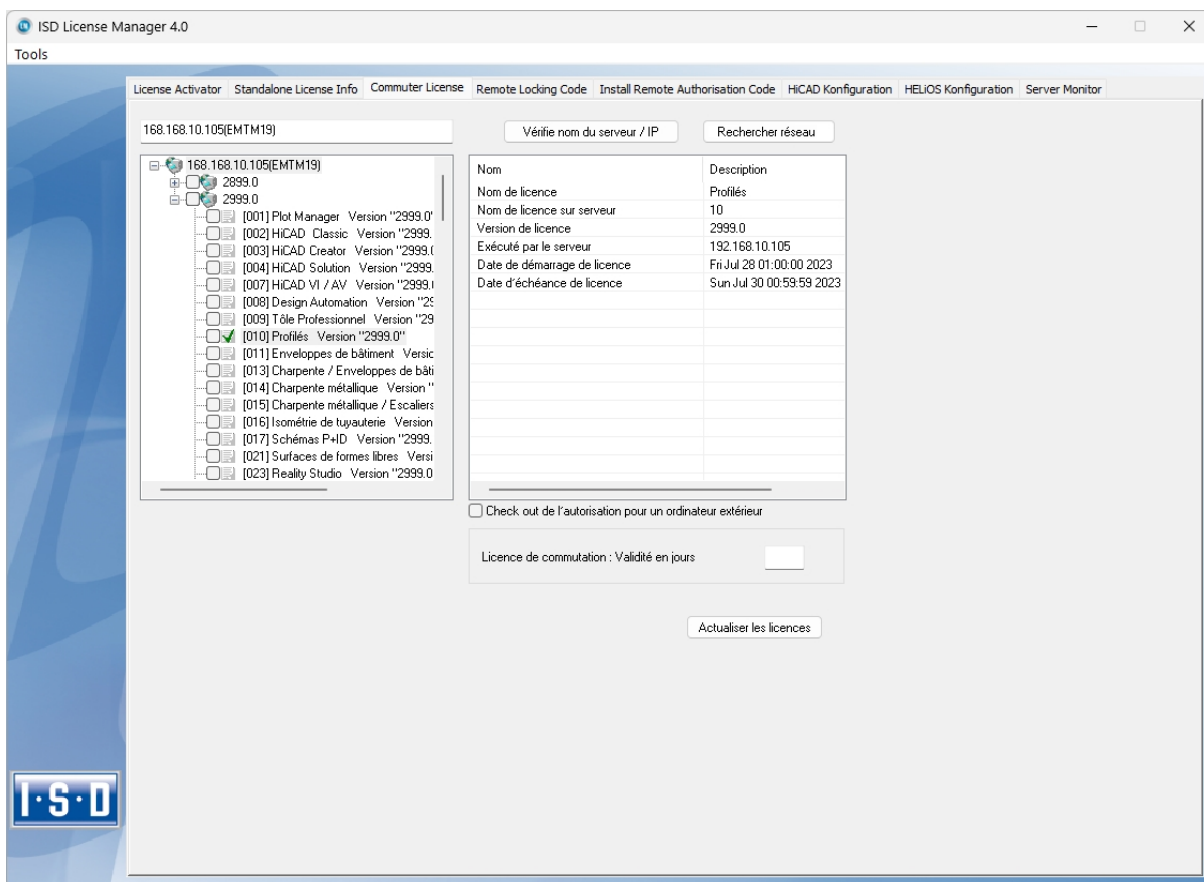 ISD License Manager 4.0
Tools
License Activator Standalone License Info Commuter License Remote Locking Code Install Remote Authorisation Code HiCAD Konfiguration HELiOS Konfiguration Server Monitor
168.168.10.105(EMTM19)
Vérifie nom du serveur / IP
Rechercher réseau
168.168.10.105(EMTM19)
2899.0
2999.0
[001] Plot Manager Version "2999.0"
[002] HiCAD Classic Version "2999.
[003] HiCAD Creator Version "2999.0
[004] HiCAD Solution Version "2999.
[007] HiCAD VI / AV Version "2999.0
[008] Design Automation Version "29
[009] Tôle Professionnel Version "29
[010] Profilés Version "2999.0"
[011] Enveloppes de bâtiment Versic
[013] Charpente / Enveloppes de bâti
[014] Charpente métallique Version "
[015] Charpente métallique / Escaliers
[016] Isométrie de tuyauterie Version
[017] Schémas P+ID Version "2999.
[021] Surfaces de formes libres Versi
[023] Reality Studio Version "2999.0
Nom Description
Nom de licence Profilés
Nom de licence sur serveur 10
Version de licence 2999.0
Exécuté par le serveur 192.168.10.105
Date de démarrage de licence Fri Jul 28 01:00:00 2023
Date d'échéance de licence Sun Jul 30 00:59:59 2023
Check out de l'autorisation pour un ordinateur extérieur
Licence de commutation : Validité en jours
Actualiser les licences
I·S·D